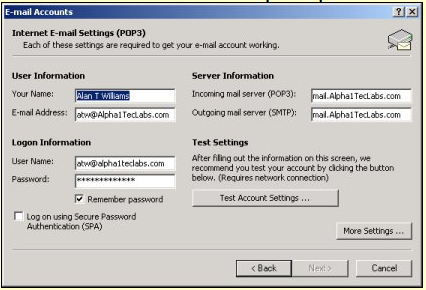 E-mail Accounts
Internet E-mail Settings (POP3)
Each of these settings are required to get your e-mail account working.
User Information
Your Name: Alan T Williams
E-mail Address: atw@Alpha1TecLabs.com
Server Information
Incoming mail server (POP3): mail.Alpha1TecLabs.com
Outgoing mail server (SMTP): mail.Alpha1TecLabs.com
Logon Information
User Name: atw@alpha1teclabs.com
Password: *************
Remember password
Log on using Secure Password
Authentication (SPA)
Test Settings
After filling out the information on this screen, we
recommend you test your account by clicking the button
below. (Requires network connection)
Test Account Settings ...
More Settings ...
< Back
Next >
Cancel